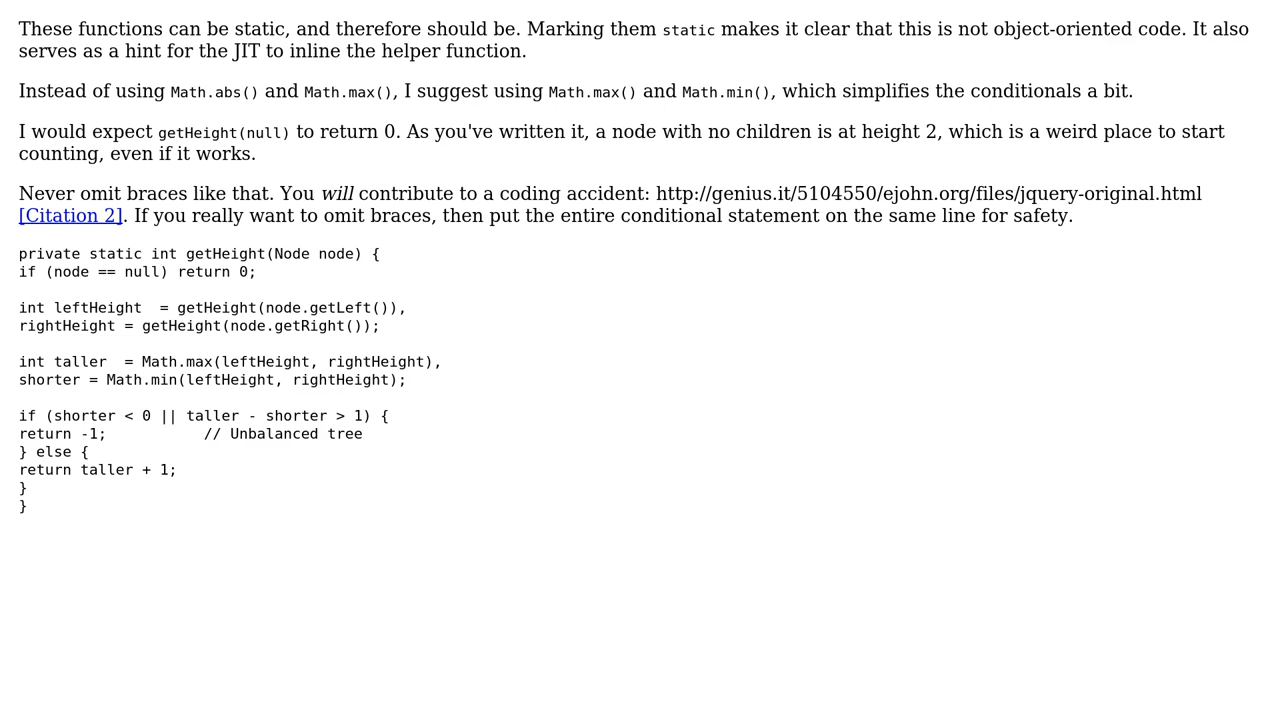 These functions can be static, and therefore should be. Marking them static makes it clear that this is not object-oriented code. It also
serves as a hint for the JIT to inline the helper function.
Instead of using Math.abs() and Math.max(), I suggest using Math.max() and Math.min(), which simplifies the conditionals a bit.
I would expect getHeight(null) to return 0. As you've written it, a node with no children is at height 2, which is a weird place to start
counting, even if it works.
Never omit braces like that. You will contribute to a coding accident: http://genius.it/5104550/ejohn.org/files/jquery-original.html
[Citation 2]. If you really want to omit braces, then put the entire conditional statement on the same line for safety.
private static int getHeight(Node node) {
if (node == null) return 0;
int leftHeight  = getHeight(node.getLeft()),
rightHeight = getHeight(node.getRight());
int taller  = Math.max(leftHeight, rightHeight),
shorter = Math.min(leftHeight, rightHeight);
if (shorter < 0 || taller - shorter > 1) {
return -1;           // Unbalanced tree
} else {
return taller + 1;
}
}